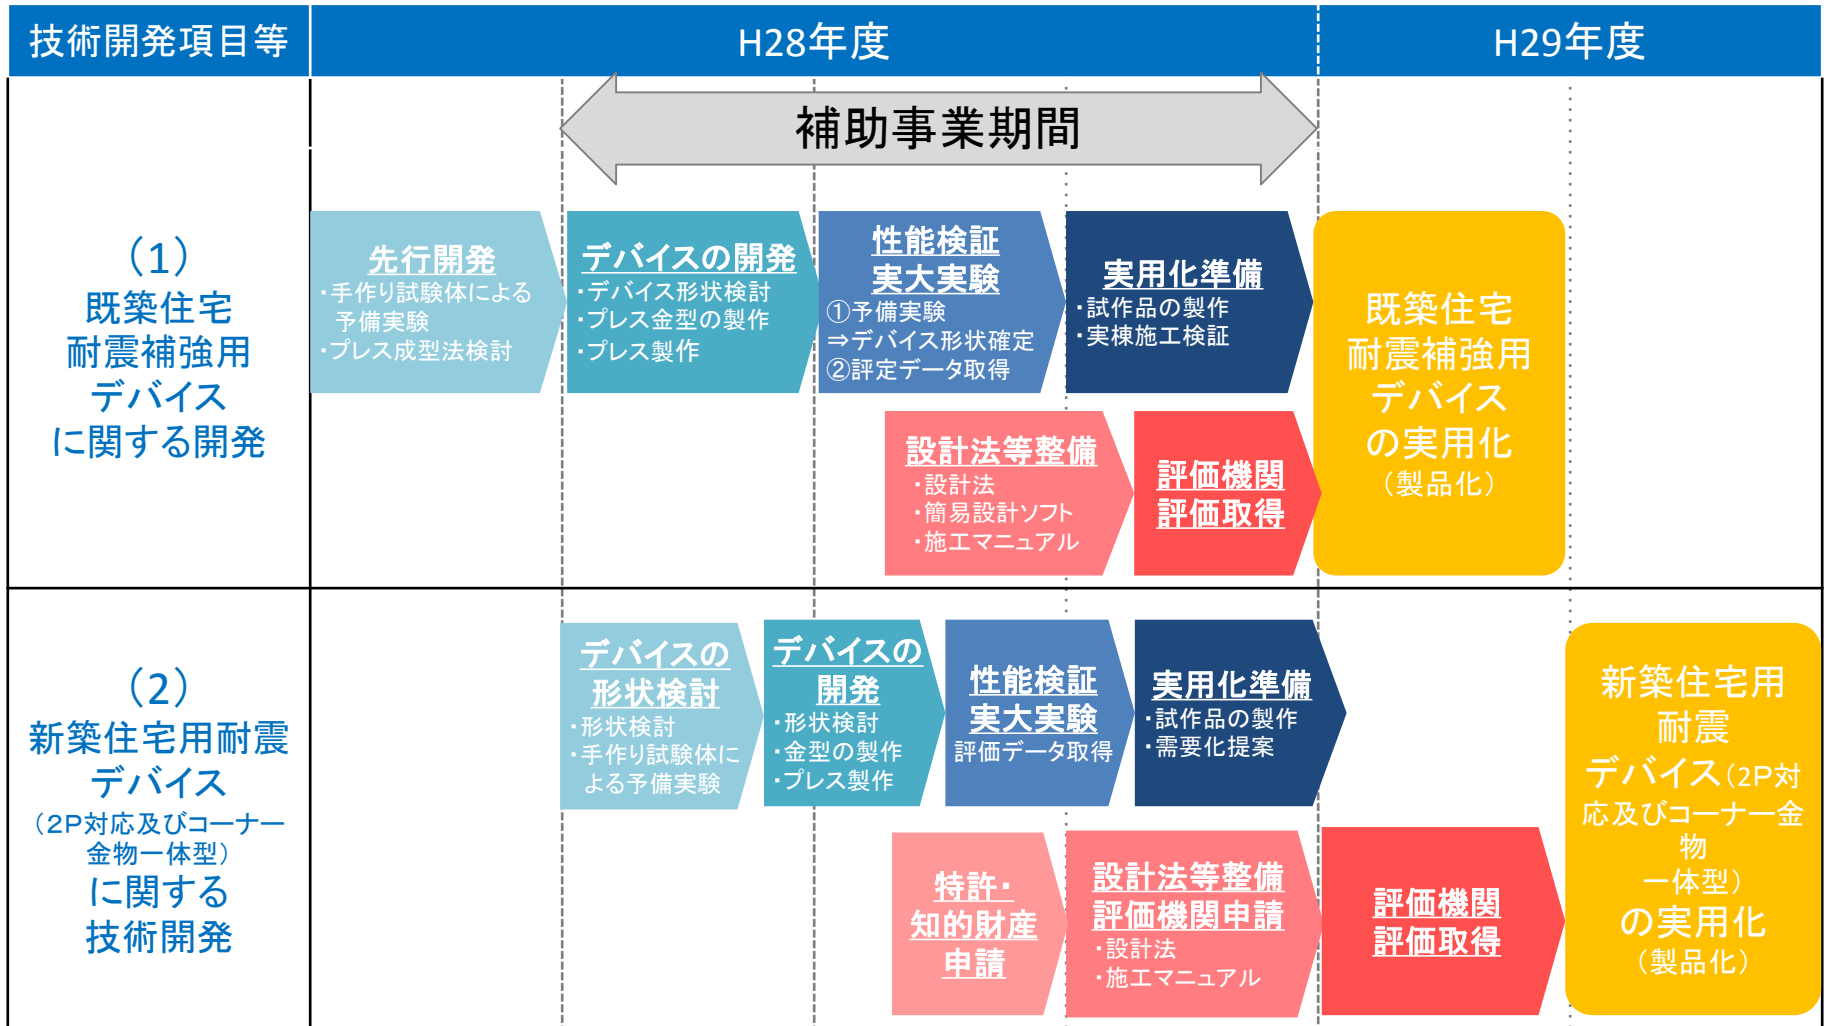 技術開発項目等
H28年度
H29年度
補助事業期間
（1）
既築住宅
耐震補強用
デバイス
に関する開発
先行開発
・手作り試験体による
予備実験
・プレス成型法検討
デバイスの開発
・デバイス形状検討
・プレス金型の製作
・プレス製作
性能検証
実大実験
①予備実験
⇒デバイス形状確定
②評定データ取得
実用化準備
・試作品の製作
・実棟施工検証
設計法等整備
・設計法
・簡易設計ソフト
・施工マニュアル
評価機関
評価取得
既築住宅
耐震補強用
デバイス
の実用化
（製品化）
（2）
新築住宅用耐震
デバイス
（2P対応及びコーナー
金物一体型）
に関する
技術開発
デバイスの
形状検討
・形状検討
・手作り試験体に
よる予備実験
デバイスの
開発
・形状検討
・金型の製作
・プレス製作
性能検証
実大実験
評価データ取得
実用化準備
・試作品の製作
・需要化提案
特許・
知的財産
申請
設計法等整備
評価機関申請
・設計法
・施工マニュアル
評価機関
評価取得
新築住宅用
耐震
デバイス（2P対
応及びコーナー金
物
一体型）
の実用化
（製品化）